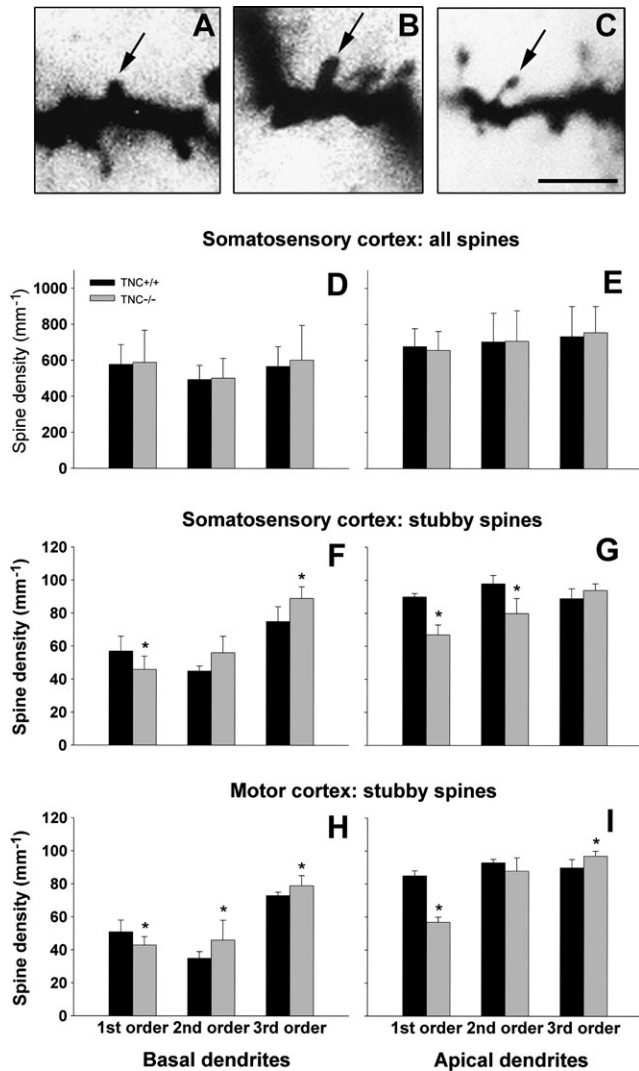 A
B
C
Somatosensory cortex: all spines
D
E
TNC+/+
TNC-/-
Spine density (mm⁻¹)
1000
800
600
400
200
0
Somatosensory cortex: stubby spines
F
G
Spine density (mm⁻¹)
120
100
80
60
40
20
0
*
*
*
*
Motor cortex: stubby spines
H
I
Spine density (mm⁻¹)
120
100
80
60
40
20
0
*
*
*
*
*
1st order 2nd order 3rd order
1st order 2nd order 3rd order
Basal dendrites
Apical dendrites